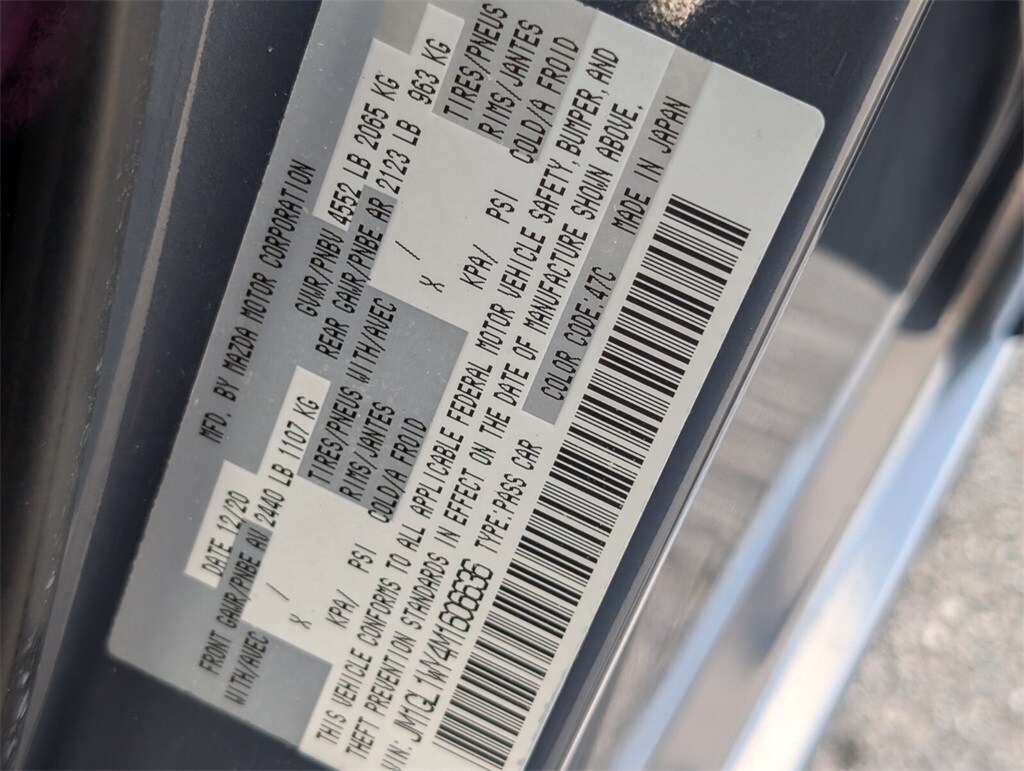 MFD. BY MAZDA MOTOR CORPORATION
DATE 12/20 GVWR/PNBV 4552 LB 2065 KG
FRONT GAWR/PNBE AV 2440 LB 1107 KG REAR GAWR/PNBE AR 2123 LB 963 KG
WITH/AVEC X / TIRES/PNEUS WITH/AVEC X / TIRES/PNEUS
RIMS/JANTES RIMS/JANTES
KPA/ PSI COLD/A FROID KPA/ PSI COLD/A FROID
THIS VEHICLE CONFORMS TO ALL APPLICABLE FEDERAL MOTOR VEHICLE SAFETY, BUMPER, AND
THEFT PREVENTION STANDARDS IN EFFECT ON THE DATE OF MANUFACTURE SHOWN ABOVE.
VIN: JM1GL1WY4M1606636 TYPE: PASS CAR COLOR CODE: 47C MADE IN JAPAN